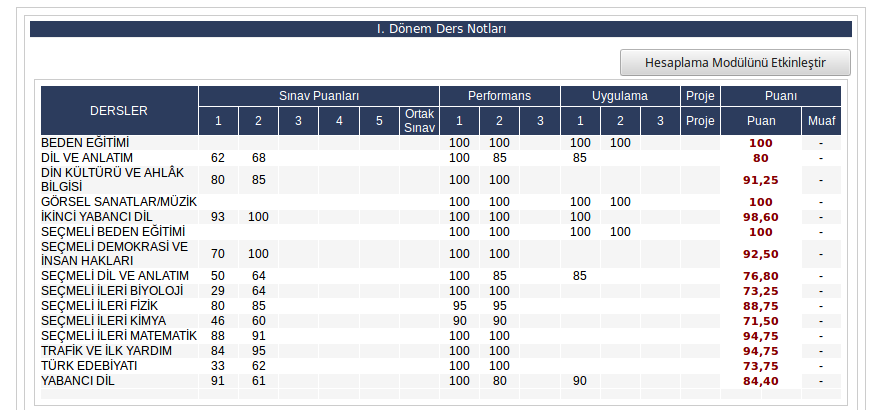 I. Dönem Ders Notları
Hesaplama Modülünü Etkinleştir
DERSLER Sınav Puanları Performans Uygulama Proje Puanı
1 2 3 4 5 Ortak Sınav 1 2 3 1 2 3 Proje Puan Muaf
BEDEN EĞİTİMİ 100 100 100 100 100 -
DİL VE ANLATIM 62 68 100 85 85 80 -
DİN KÜLTÜRÜ VE AHLÂK
BİLGİSİ 80 85 100 100 91,25 -
GÖRSEL SANATLAR/MÜZİK 100 100 100 100 100 -
İKİNCİ YABANCI DİL 93 100 100 100 100 98,60 -
SEÇMELİ BEDEN EĞİTİMİ 100 100 100 100 100 -
SEÇMELİ DEMOKRASİ VE
İNSAN HAKLARI 70 100 100 100 92,50 -
SEÇMELİ DİL VE ANLATIM 50 64 100 85 85 76,80 -
SEÇMELİ İLERİ BİYOLOJİ 29 64 100 100 73,25 -
SEÇMELİ İLERİ FİZİK 80 85 95 95 88,75 -
SEÇMELİ İLERİ KİMYA 46 60 90 90 71,50 -
SEÇMELİ İLERİ MATEMATİK 88 91 100 100 94,75 -
TRAFİK VE İLK YARDIM 84 95 100 100 94,75 -
TÜRK EDEBİYATI 33 62 100 100 73,75 -
YABANCI DİL 91 61 100 80 90 84,40 -